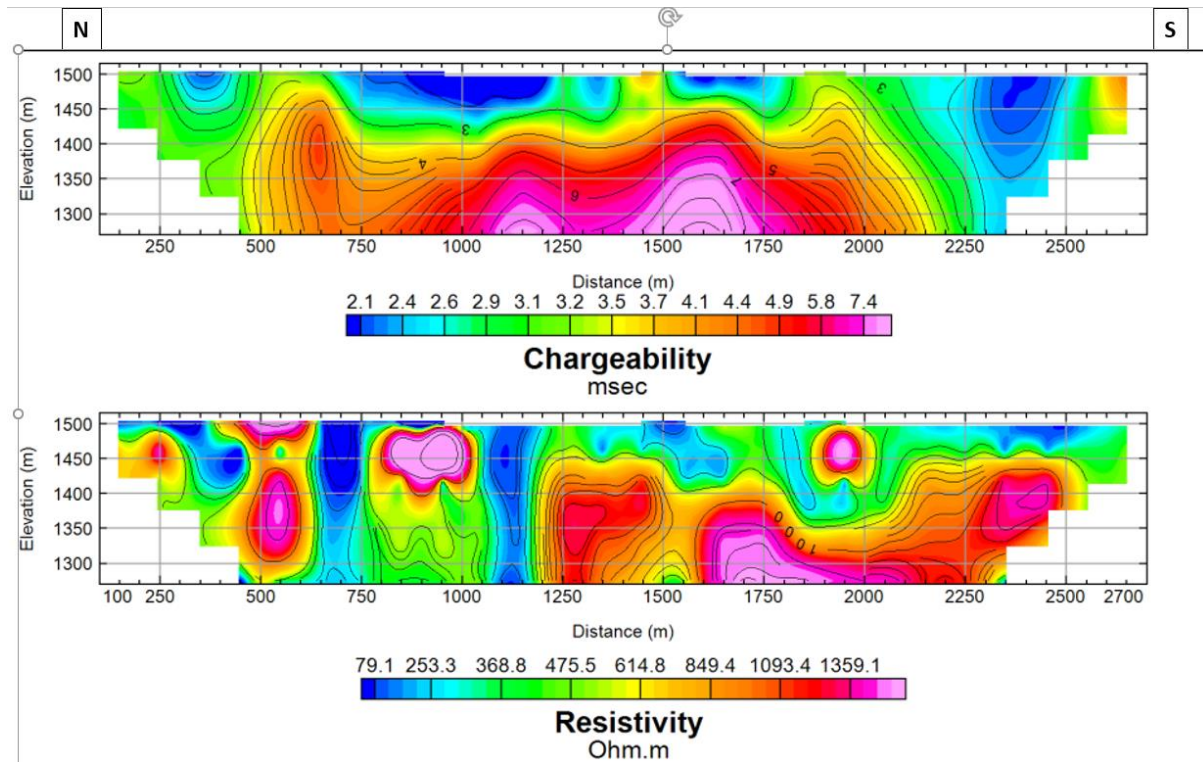 N
S
1500
1450
1400
1350
1300
Elevation (m)
3
3
4
5
6
7
250 500 750 1000 1250 1500 1750 2000 2250 2500
Distance (m)
2.1 2.4 2.6 2.9 3.1 3.2 3.5 3.7 4.1 4.4 4.9 5.8 7.4
Chargeability
msec
1500
1450
1400
1350
1300
Elevation (m)
1000
100 250 500 750 1000 1250 1500 1750 2000 2250 2500 2700
Distance (m)
79.1 253.3 368.8 475.5 614.8 849.4 1093.4 1359.1
Resistivity
Ohm.m